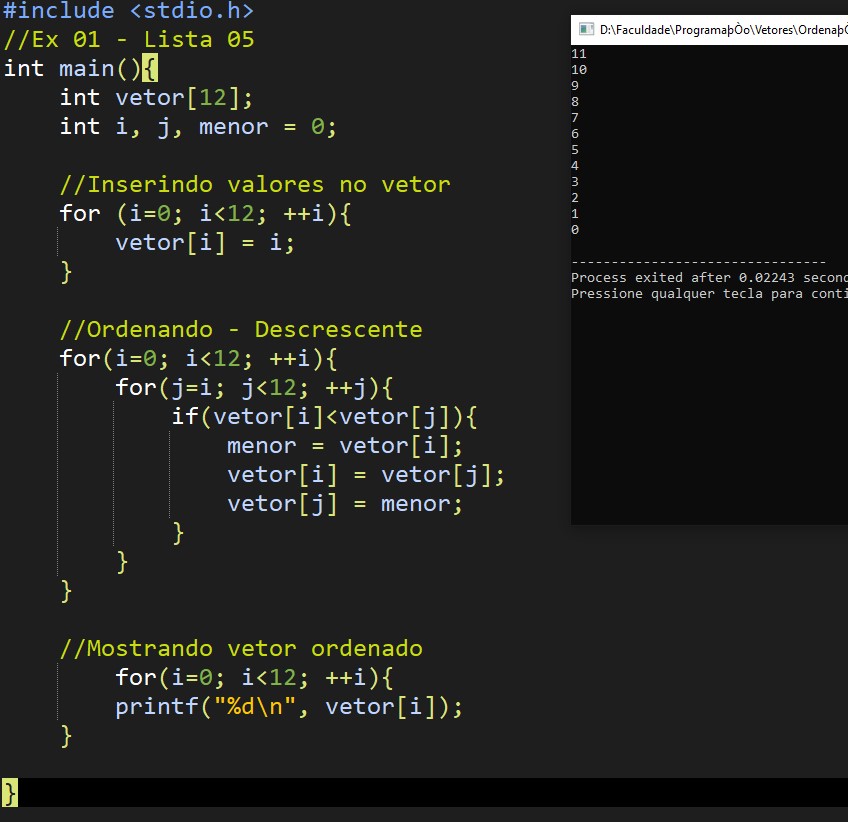 #include <stdio.h>
//Ex 01 - Lista 05
int main(){
    int vetor[12];
    int i, j, menor = 0;
    //Inserindo valores no vetor
    for (i=0; i<12; ++i){
        vetor[i] = i;
    }
    //Ordenando - Descrescente
    for(i=0; i<12; ++i){
        for(j=i; j<12; ++j){
            if(vetor[i]<vetor[j]){
                menor = vetor[i];
                vetor[i] = vetor[j];
                vetor[j] = menor;
            }
        }
    }
    //Mostrando vetor ordenado
        for(i=0; i<12; ++i){
        printf("%d\n", vetor[i]);
    }
}
D:\Faculdade\ProgramaþÒo\Vetores\OrdenaþÒ
11
10
9
8
7
6
5
4
3
2
1
0
--------------------------------
Process exited after 0.02243 second
Pressione qualquer tecla para conti